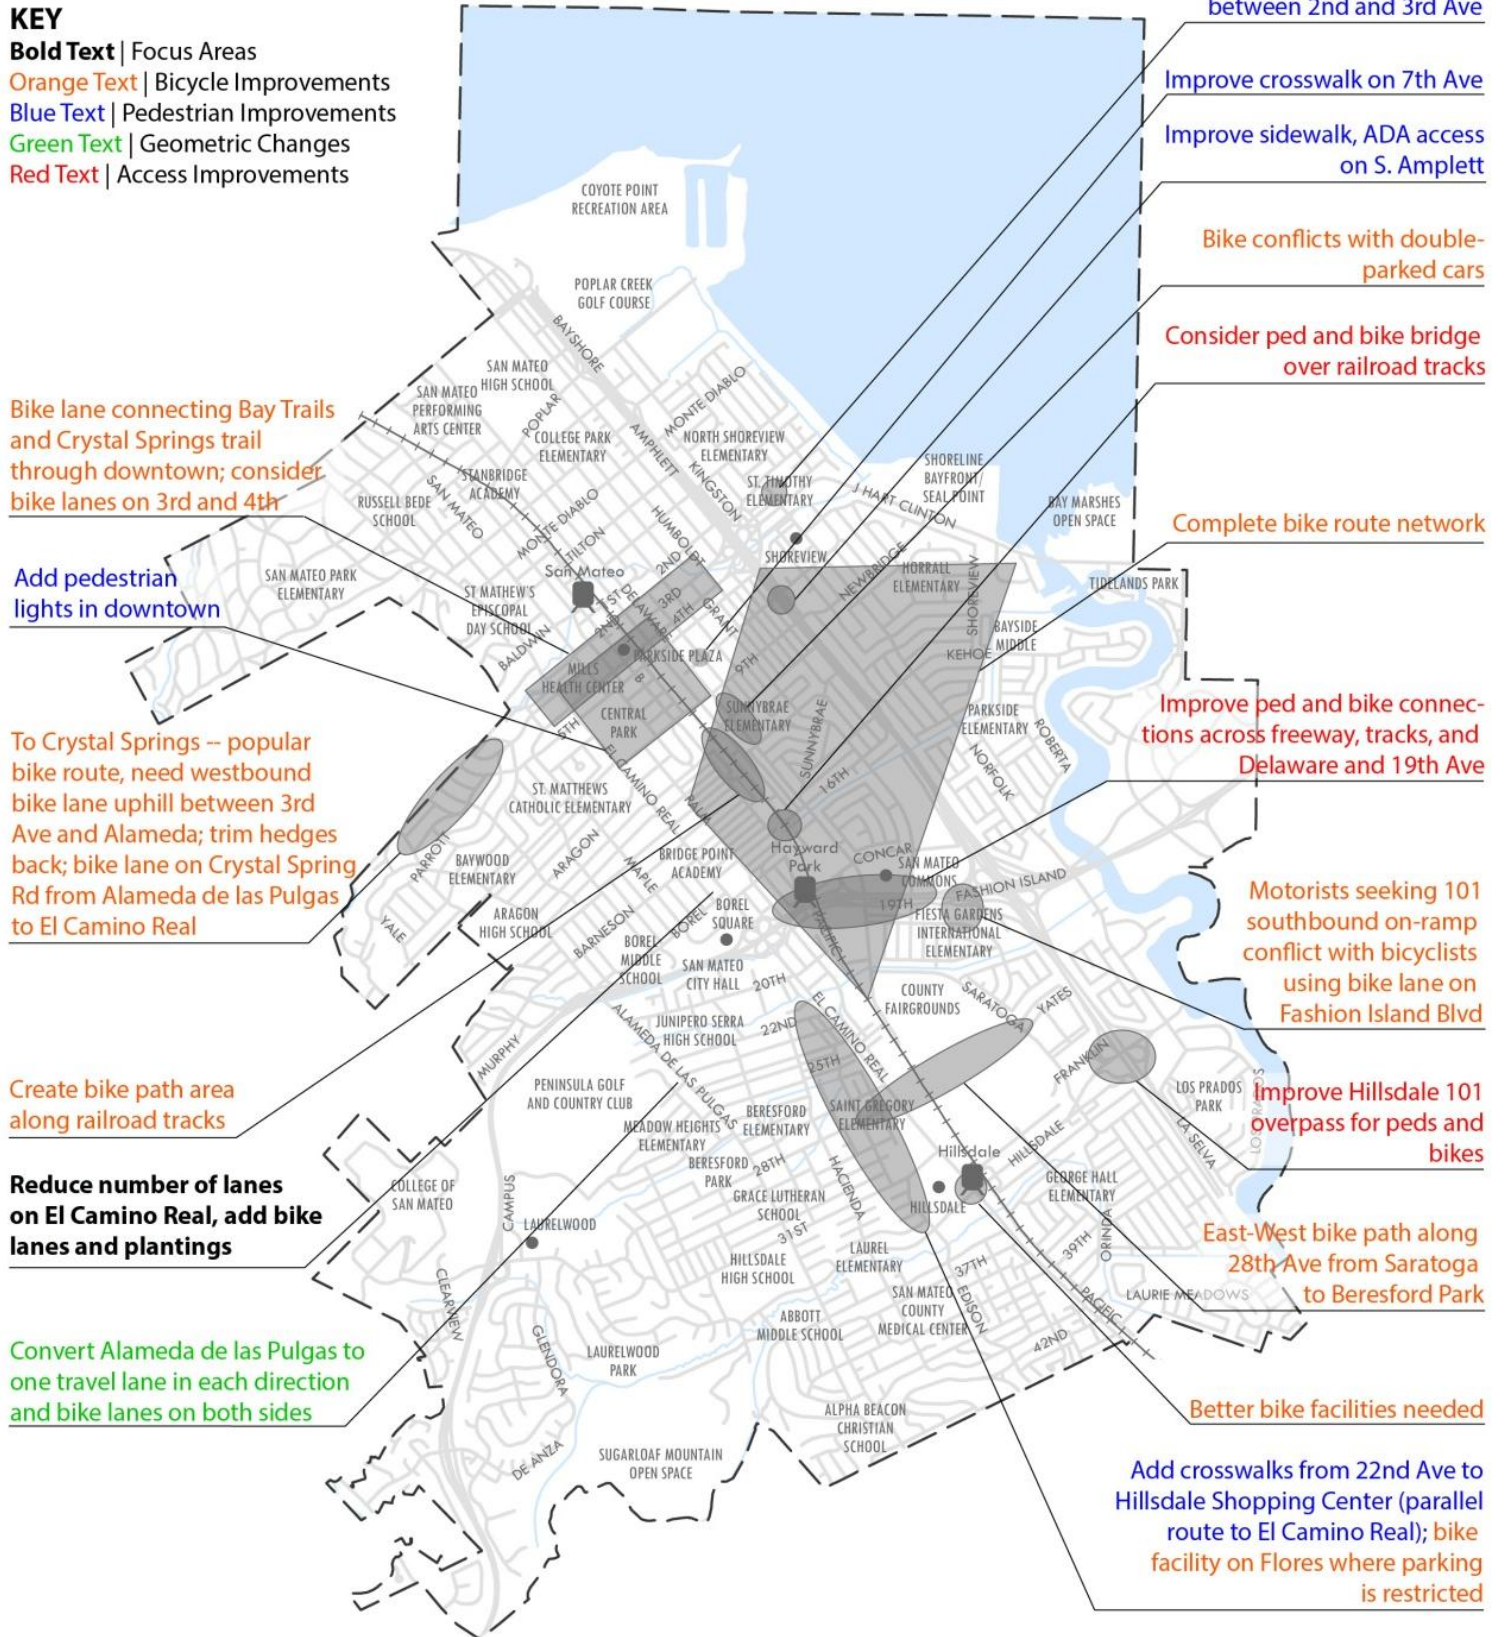 KEY
Bold Text | Focus Areas
Orange Text | Bicycle Improvements
Blue Text | Pedestrian Improvements
Green Text | Geometric Changes
Red Text | Access Improvements
between 2nd and 3rd Ave
Improve crosswalk on 7th Ave
Improve sidewalk, ADA access
on S. Amplett
Bike conflicts with double-
parked cars
Consider ped and bike bridge
over railroad tracks
Complete bike route network
Improve ped and bike connec-
tions across freeway, tracks, and
Delaware and 19th Ave
Motorists seeking 101
southbound on-ramp
conflict with bicyclists
using bike lane on
Fashion Island Blvd
Improve Hillsdale 101
overpass for peds and
bikes
East-West bike path along
28th Ave from Saratoga
to Beresford Park
Better bike facilities needed
Add crosswalks from 22nd Ave to
Hillsdale Shopping Center (parallel
route to El Camino Real); bike
facility on Flores where parking
is restricted
Bike lane connecting Bay Trails
and Crystal Springs trail
through downtown; consider
bike lanes on 3rd and 4th
Add pedestrian
lights in downtown
To Crystal Springs -- popular
bike route, need westbound
bike lane uphill between 3rd
Ave and Alameda; trim hedges
back; bike lane on Crystal Spring
Rd from Alameda de las Pulgas
to El Camino Real
Create bike path area
along railroad tracks
Reduce number of lanes
on El Camino Real, add bike
lanes and plantings
Convert Alameda de las Pulgas to
one travel lane in each direction
and bike lanes on both sides
COYOTE POINT
RECREATION AREA
POPLAR CREEK
GOLF COURSE
BAYSHORE
SAN MATEO
HIGH SCHOOL
SAN MATEO
PERFORMING
ARTS CENTER
POPLAR
MONTE DIABLO
COLLEGE PARK
ELEMENTARY
AMPHLETT
NORTH SHOREVIEW
ELEMENTARY
KINGSTON
ST. TIMOTHY
ELEMENTARY
J HART CLINTON
SHORELINE
BAYFRONT/
SEAL POINT
BAY MARSHES
OPEN SPACE
STANBRIDGE
ACADEMY
RUSSELL BEDE
SCHOOL
SAN MATEO
MONTE DIABLO
TILTON
HUMBOLDT
SHOREVIEW
NEWBRIDGE
HORRALL
ELEMENTARY
SHOREVIEW
TIDELANDS PARK
SAN MATEO PARK
ELEMENTARY
San Mateo
ST MATHEW'S
EPISCOPAL
DAY SCHOOL
BALDWIN
1ST
2ND
2ND
3RD
4TH
DELAWARE
GRANT
PARKSIDE PLAZA
9TH
BAYSIDE
MIDDLE
KEHOE
MILLS
HEALTH CENTER
B
CENTRAL
PARK
5TH
SUNNYBRAE
ELEMENTARY
SUNNYBRAE
PARKSIDE
ELEMENTARY
NORFOLK
ROBERTA
EL CAMINO REAL
ST. MATTHEWS
CATHOLIC ELEMENTARY
PALM
16TH
PARROTT
BAYWOOD
ELEMENTARY
ARAGON
MAPLE
BRIDGE POINT
ACADEMY
Hayward
Park
CONCAR
SAN MATEO
COMMONS
FASHION ISLAND
19TH
FIESTA GARDENS
INTERNATIONAL
ELEMENTARY
YALE
ARAGON
HIGH SCHOOL
BARNESON
BOREL
BOREL
SQUARE
BOREL
MIDDLE
SCHOOL
PACIFIC
SAN MATEO
CITY HALL
20TH
COUNTY
FAIRGROUNDS
SARATOGA
YATES
JUNIPERO SERRA
HIGH SCHOOL
22ND
EL CAMINO REAL
ALAMEDA DE LAS PULGAS
MURPHY
25TH
FRANKLIN
LOS PRADOS
PARK
LOS PRADOS
PENINSULA GOLF
AND COUNTRY CLUB
MEADOW HEIGHTS
ELEMENTARY
BERESFORD
ELEMENTARY
SAINT GREGORY
ELEMENTARY
LA SELVA
BERESFORD
PARK
28TH
HACIENDA
Hillsdale
HILLSDALE
HILLSDALE
GEORGE HALL
ELEMENTARY
COLLEGE OF
SAN MATEO
CAMPUS
LAURELWOOD
GRACE LUTHERAN
SCHOOL
31ST
LAUREL
ELEMENTARY
HILLSDALE
HIGH SCHOOL
37TH
39TH
ORINDA
SAN MATEO
COUNTY
MEDICAL CENTER
EDISON
PACIFIC
LAURIE MEADOWS
CLEARVIEW
GLENDORA
ABBOTT
MIDDLE SCHOOL
42ND
LAURELWOOD
PARK
ALPHA BEACON
CHRISTIAN
SCHOOL
DE ANZA
SUGARLOAF MOUNTAIN
OPEN SPACE